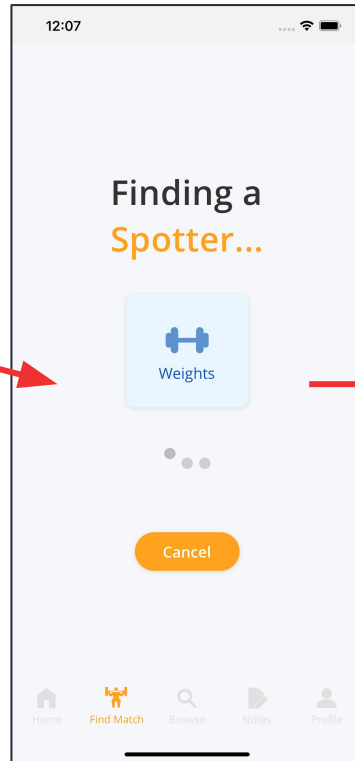 12:07
Finding a
Spotter...
Weights
Cancel
Home Find Match Browse Notes Profile